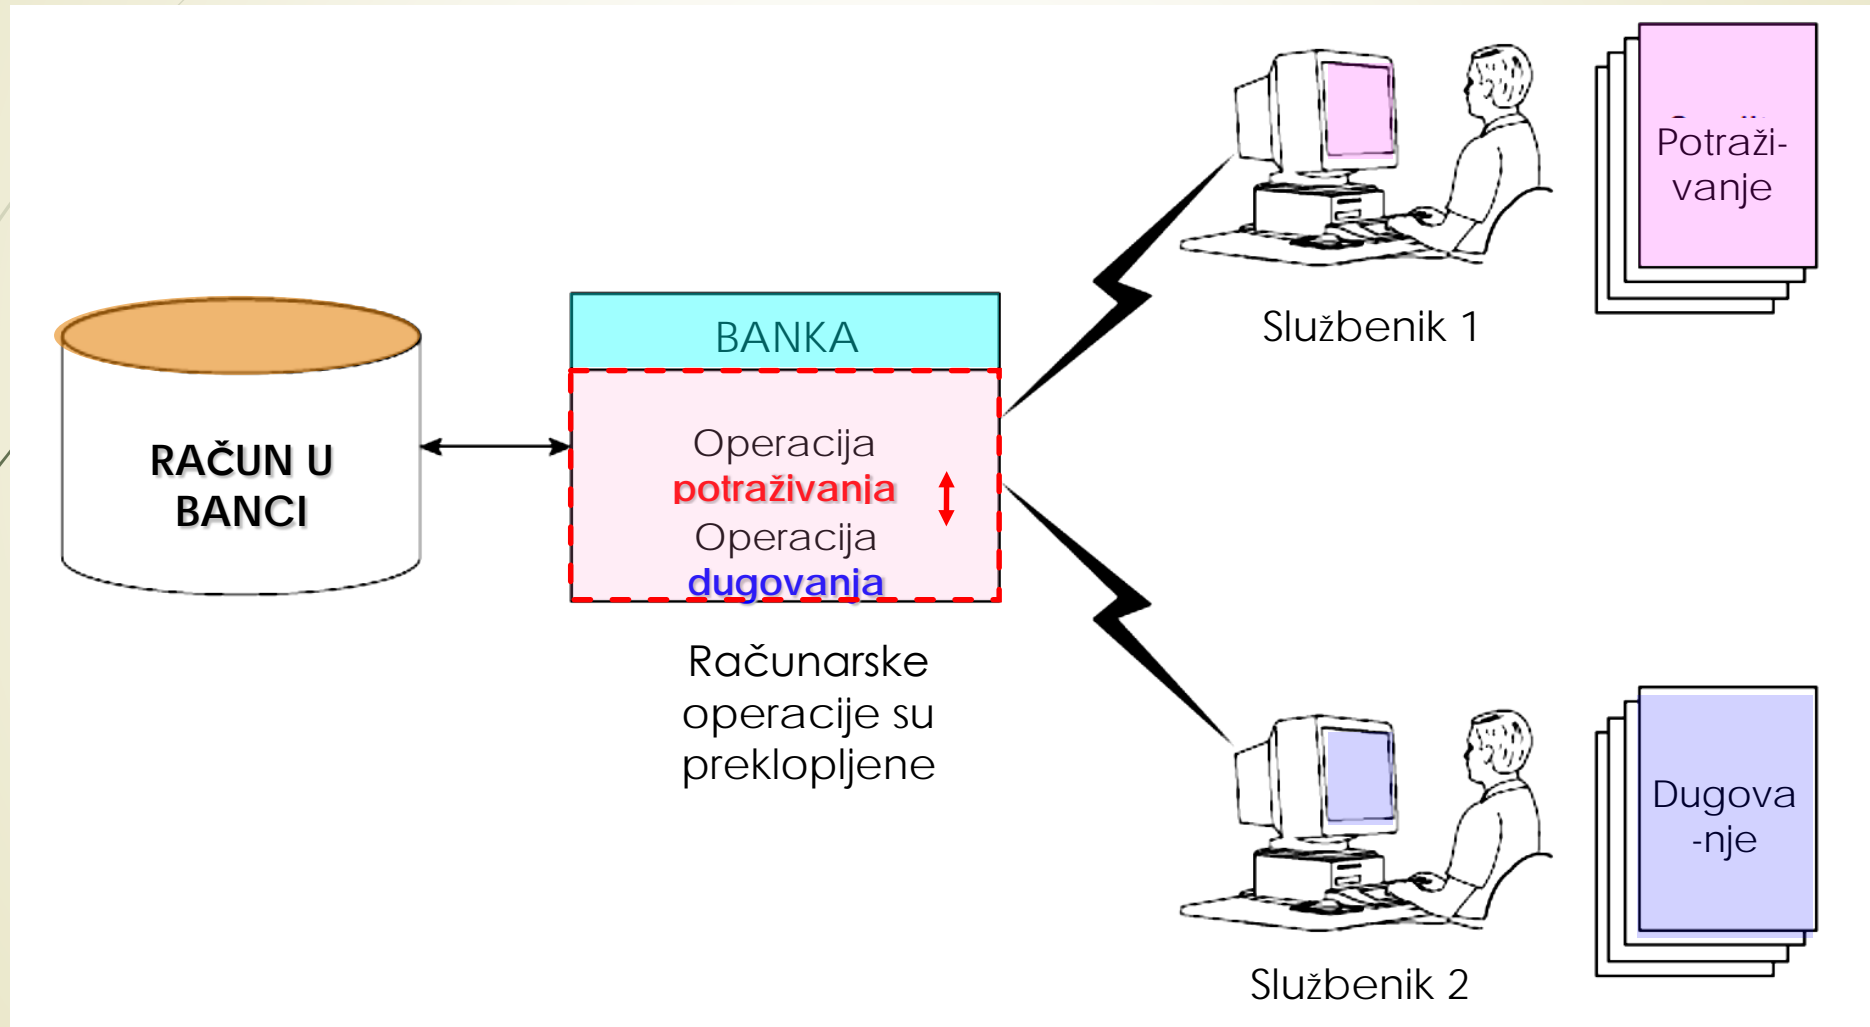 RAČUN U
BANCI
BANKA
Operacija
potraživanja
Operacija
dugovanja
Računarske
operacije su
preklopljene
Službenik 1
Potraži-
vanje
Službenik 2
Dugova
-nje